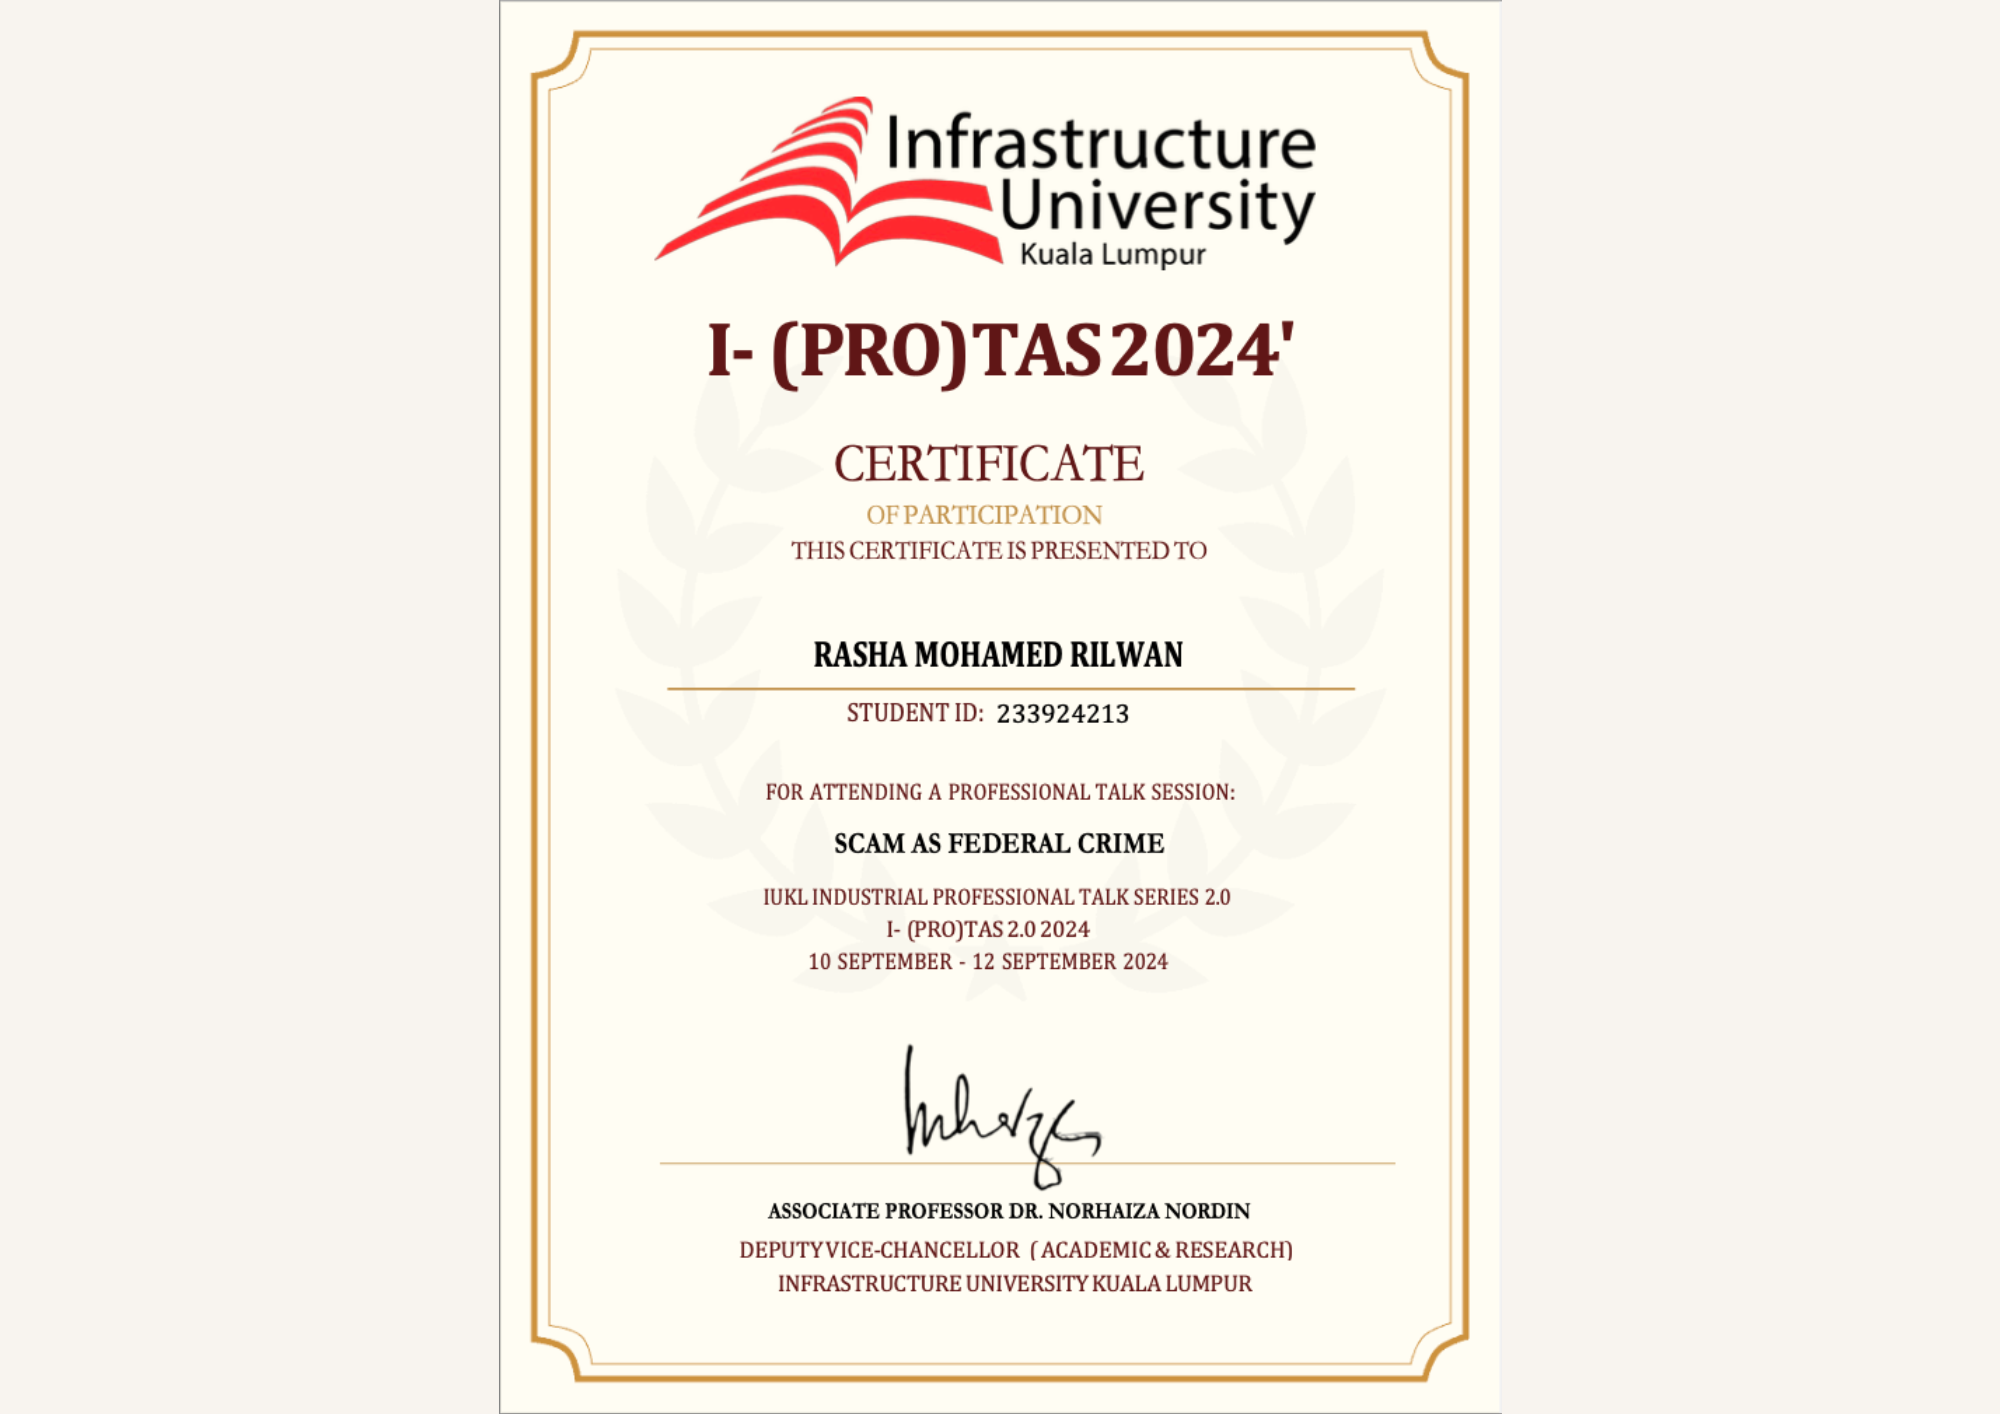 Infrastructure
University
Kuala Lumpur
I- (PRO)TAS 2024'
CERTIFICATE
OF PARTICIPATION
THIS CERTIFICATE IS PRESENTED TO
RASHA MOHAMED RILWAN
STUDENT ID: 233924213
FOR ATTENDING A PROFESSIONAL TALK SESSION:
SCAM AS FEDERAL CRIME
IUKL INDUSTRIAL PROFESSIONAL TALK SERIES 2.0
I- (PRO)TAS 2.0 2024
10 SEPTEMBER - 12 SEPTEMBER 2024
ASSOCIATE PROFESSOR DR. NORHAIZA NORDIN
DEPUTY VICE-CHANCELLOR ( ACADEMIC & RESEARCH)
INFRASTRUCTURE UNIVERSITY KUALA LUMPUR